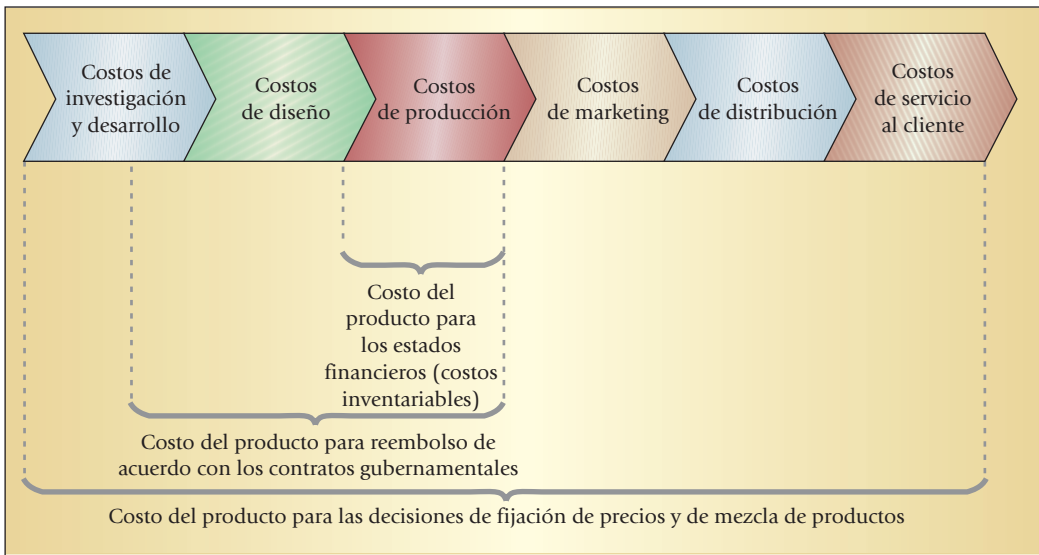 Costos de
investigación
y desarrollo
Costos
de diseño
Costos
de producción
Costos
de marketing
Costos
de distribución
Costos
de servicio
al cliente
Costo del
producto para
los estados
financieros (costos
inventariables)
Costo del producto para reembolso de
acuerdo con los contratos gubernamentales
Costo del producto para las decisiones de fijación de precios y de mezcla de productos